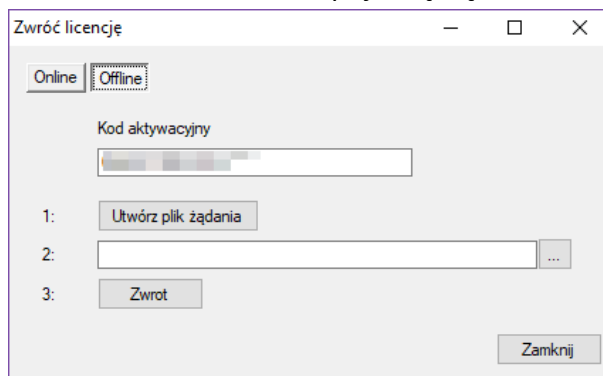 Zwróć licencję
Online Offline
Kod aktywacyjny
1: Utwórz plik żądania
2: ...
3: Zwrot
Zamknij